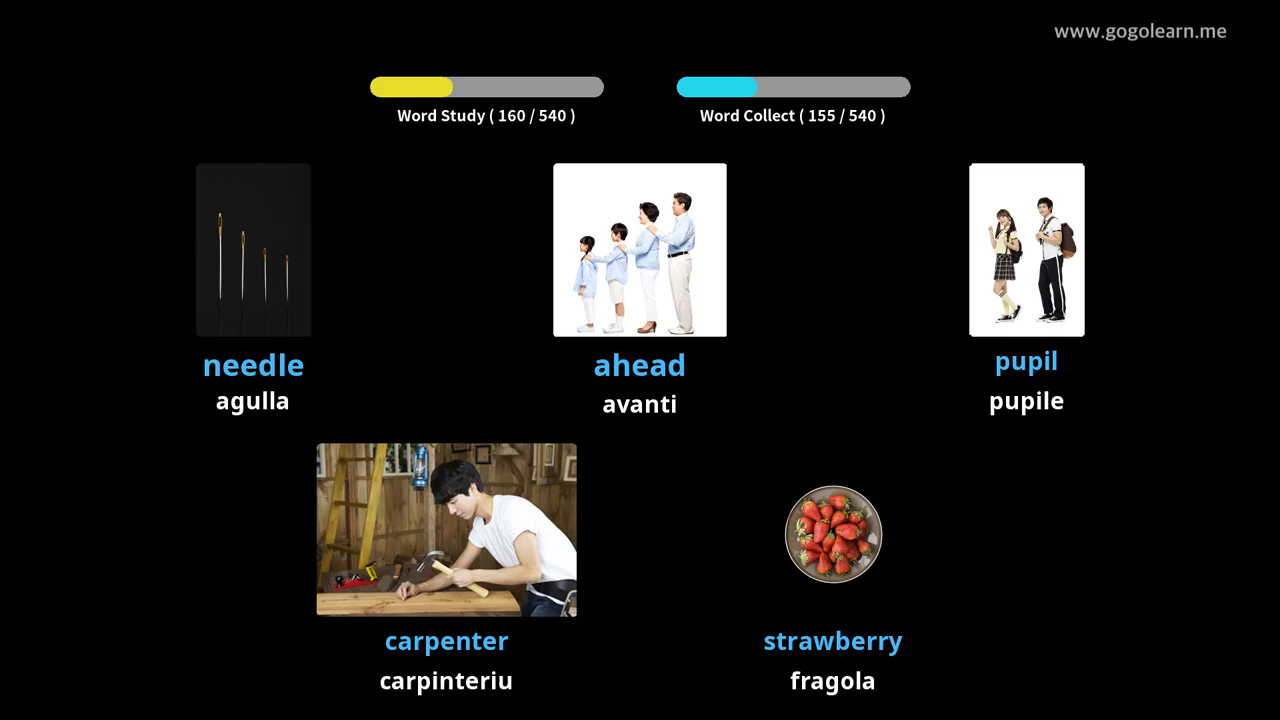 www.gogolearn.me
Word Study ( 160 / 540 )
Word Collect ( 155 / 540 )
needle
agulla
ahead
avanti
pupil
pupile
carpenter
carpinteriu
strawberry
fragola